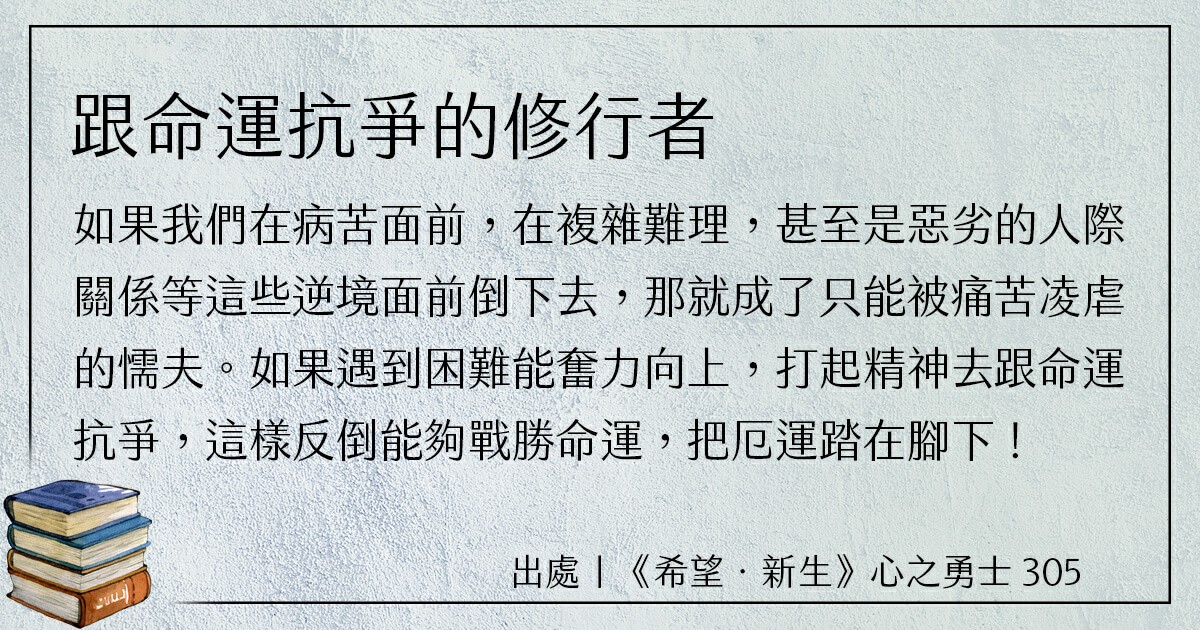 跟命運抗爭的修行者
如果我們在病苦面前，在複雜難理，甚至是惡劣的人際
關係等這些逆境面前倒下去，那就成了只能被痛苦凌虐
的懦夫。如果遇到困難能奮力向上，打起精神去跟命運
抗爭，這樣反倒能夠戰勝命運，把厄運踏在腳下！
出處丨《希望．新生》心之勇士 305